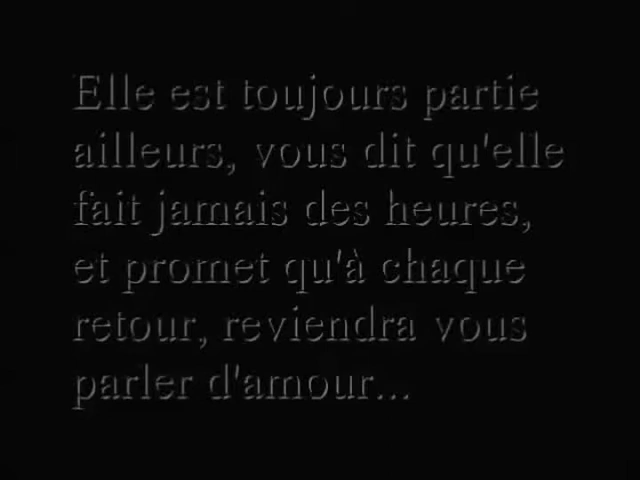 Elle est toujours partie
ailleurs, vous dit qu'elle
fait jamais des heures,
et promet qu'à chaque
retour, reviendra vous
parler d'amour...